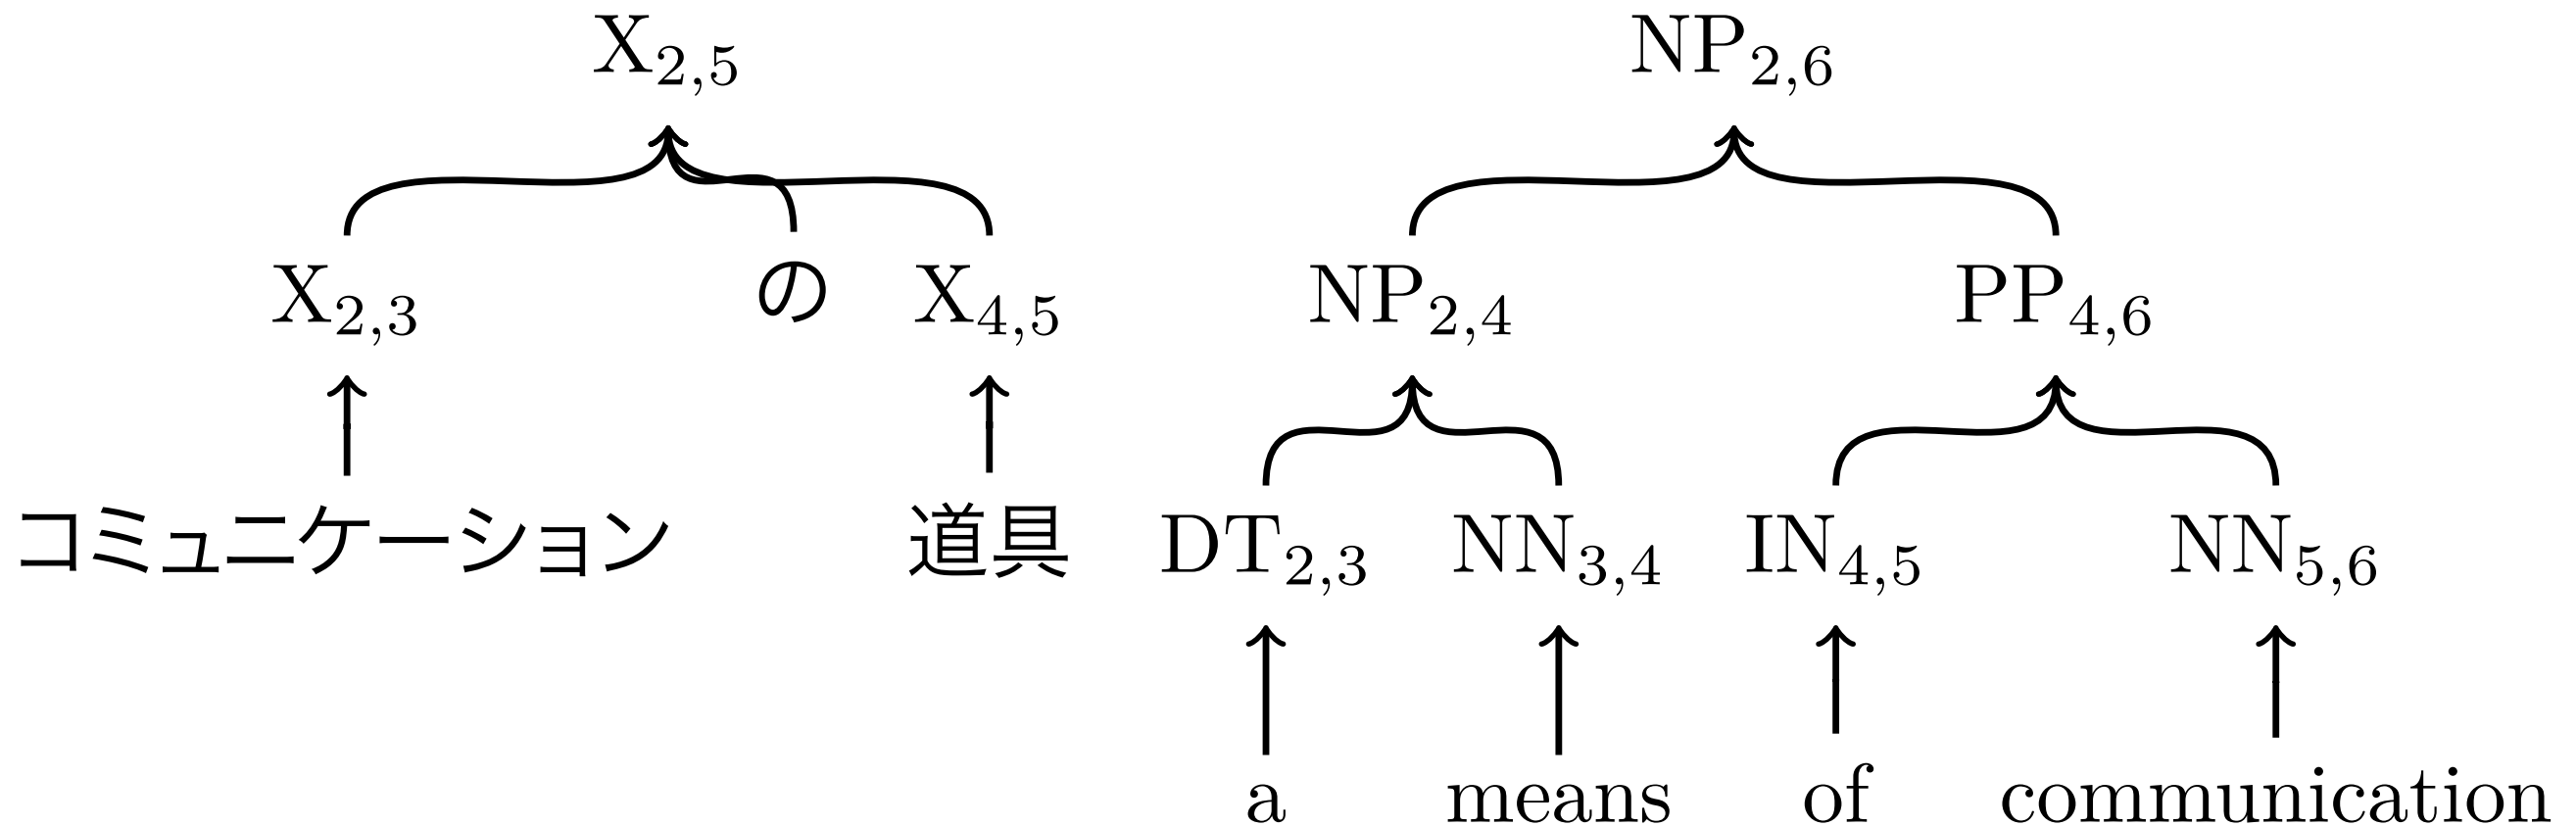 X2,5 NP2,6
X2,3 の X4,5 NP2,4 PP4,6
コミュニケーション 道具 DT2,3 NN3,4 IN4,5 NN5,6
a means of communication